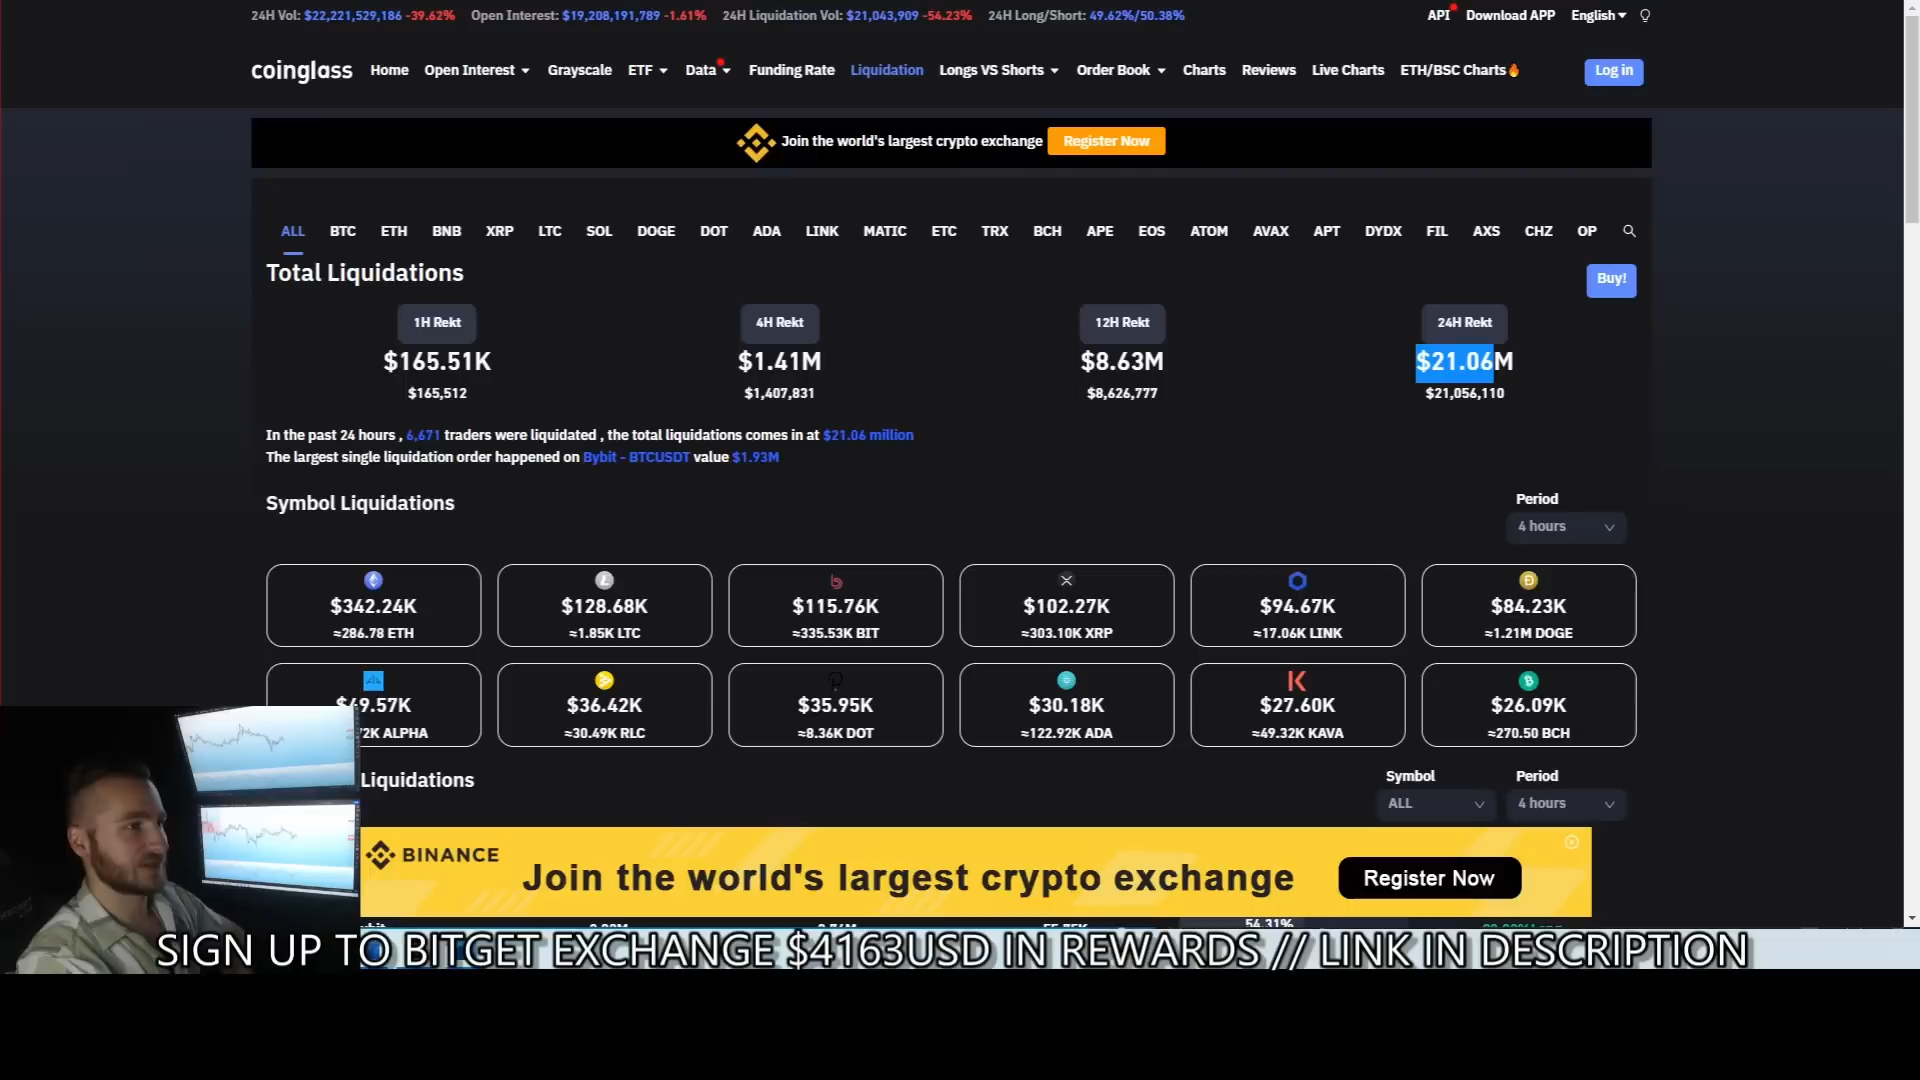 24H Vol: $22,221,529,186 -39.62% Open Interest: $19,208,191,789 -1.61% 24H Liquidation Vol: $21,043,909 -54.23% 24H Long/Short: 49.62%/50.38% API Download APP English
coinglass Home Open Interest Grayscale ETF Data Funding Rate Liquidation Longs VS Shorts Order Book Charts Reviews Live Charts ETH/BSC Charts🔥 Log in
Join the world's largest crypto exchange Register Now
ALL BTC ETH BNB XRP LTC SOL DOGE DOT ADA LINK MATIC ETC TRX BCH APE EOS ATOM AVAX APT DYDX FIL AXS CHZ OP
Total Liquidations Buy!
1H Rekt 4H Rekt 12H Rekt 24H Rekt
$165.51K $1.41M $8.63M $21.06M
$165,512 $1,407,831 $8,626,777 $21,056,110
In the past 24 hours , 6,671 traders were liquidated , the total liquidations comes in at $21.06 million
The largest single liquidation order happened on Bybit - BTCUSDT value $1.93M
Symbol Liquidations Period
4 hours
$342.24K $128.68K $115.76K $102.27K $94.67K $84.23K
≈286.78 ETH ≈1.85K LTC ≈335.53K BIT ≈303.10K XRP ≈17.06K LINK ≈1.21M DOGE
$49.57K $36.42K $35.95K $30.18K $27.60K $26.09K
2K ALPHA ≈30.49K RLC ≈8.36K DOT ≈122.92K ADA ≈49.32K KAVA ≈270.50 BCH
Liquidations Symbol Period
ALL 4 hours
BINANCE Join the world's largest crypto exchange Register Now
54.31%
SIGN UP TO BITGET EXCHANGE $4163USD IN REWARDS // LINK IN DESCRIPTION